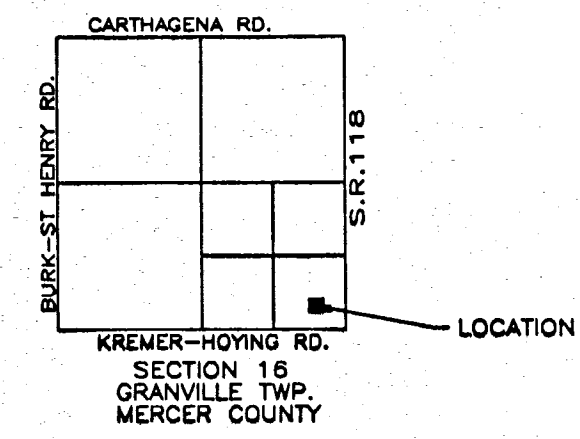 CARTHAGENA RD.
BURK-ST HENRY RD.
S.R.118
LOCATION
KREMER-HOYING RD.
SECTION 16
GRANVILLE TWP.
MERCER COUNTY